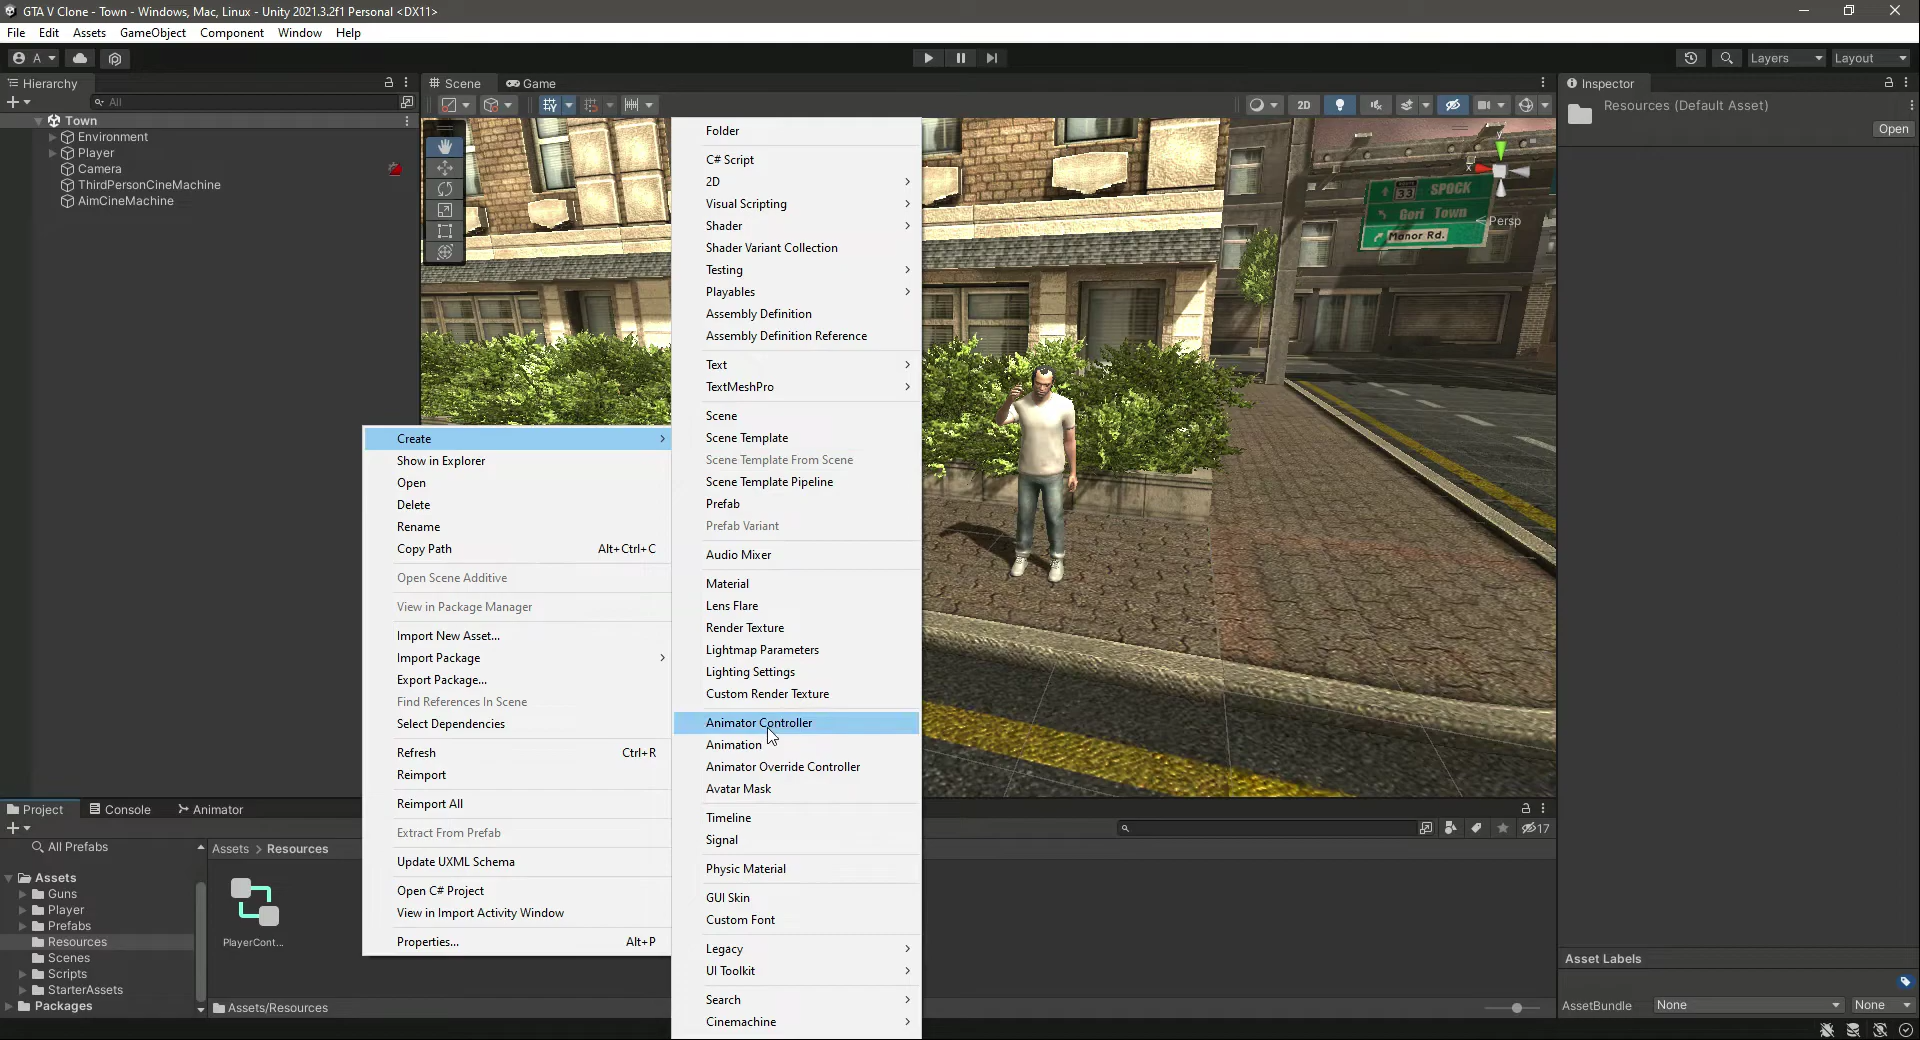 GTA V Clone - Town - Windows, Mac, Linux - Unity 2021.3.2f1 Personal <DX11>
File Edit Assets GameObject Component Window Help
A
Layers
Layout
Hierarchy
All
Town
Environment
Player
Camera
ThirdPersonCineMachine
AimCineMachine
Scene
Game
2D
33 SPOCK
Gori Town
Manor Rd.
y
x
Persp
Create
Show in Explorer
Open
Delete
Rename
Copy Path Alt+Ctrl+C
Open Scene Additive
View in Package Manager
Import New Asset...
Import Package
Export Package...
Find References In Scene
Select Dependencies
Refresh Ctrl+R
Reimport
Reimport All
Extract From Prefab
Update UXML Schema
Open C# Project
View in Import Activity Window
Properties... Alt+P
Folder
C# Script
2D
Visual Scripting
Shader
Shader Variant Collection
Testing
Playables
Assembly Definition
Assembly Definition Reference
Text
TextMeshPro
Scene
Scene Template
Scene Template From Scene
Scene Template Pipeline
Prefab
Prefab Variant
Audio Mixer
Material
Lens Flare
Render Texture
Lightmap Parameters
Lighting Settings
Custom Render Texture
Animator Controller
Animation
Animator Override Controller
Avatar Mask
Timeline
Signal
Physic Material
GUI Skin
Custom Font
Legacy
UI Toolkit
Search
Cinemachine
Inspector
Resources (Default Asset)
Open
Asset Labels
AssetBundle None None
Project Console Animator
17
All Prefabs
Assets
Guns
Player
Prefabs
Resources
Scenes
Scripts
StarterAssets
Packages
Assets > Resources
PlayerCont...
Assets/Resources